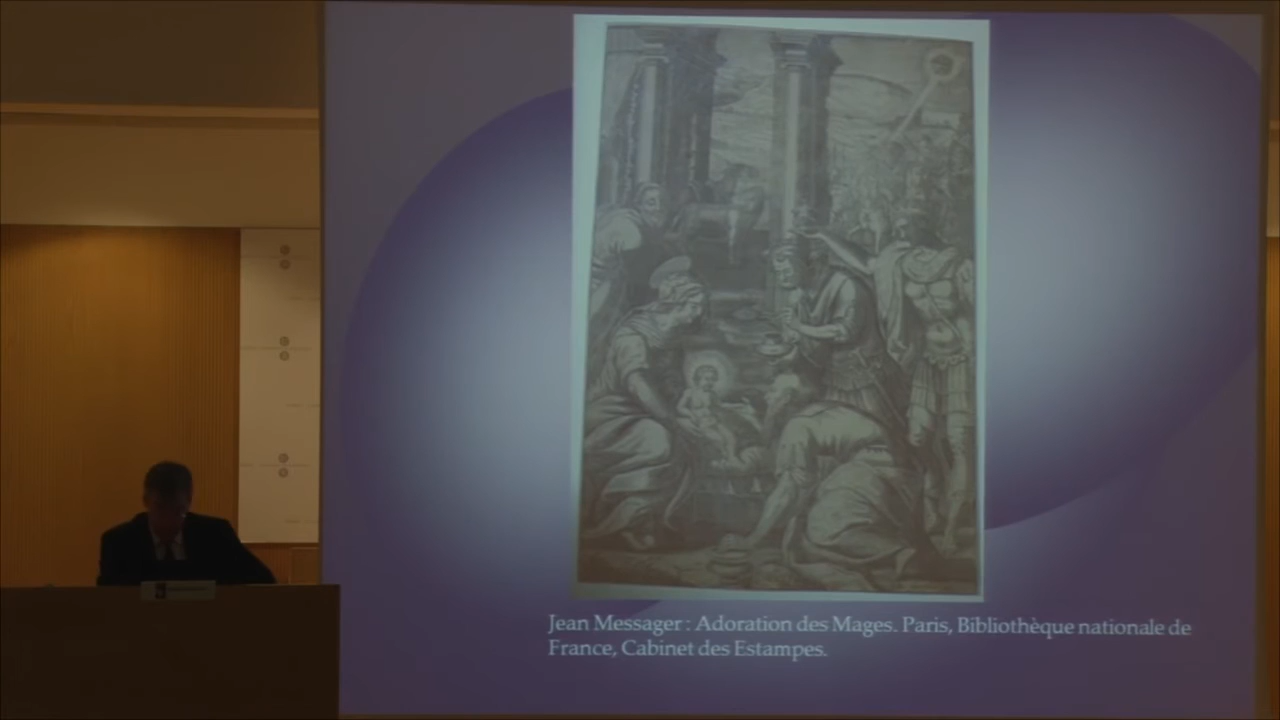 Jean Messager : Adoration des Mages. Paris, Bibliothèque nationale de
France, Cabinet des Estampes.